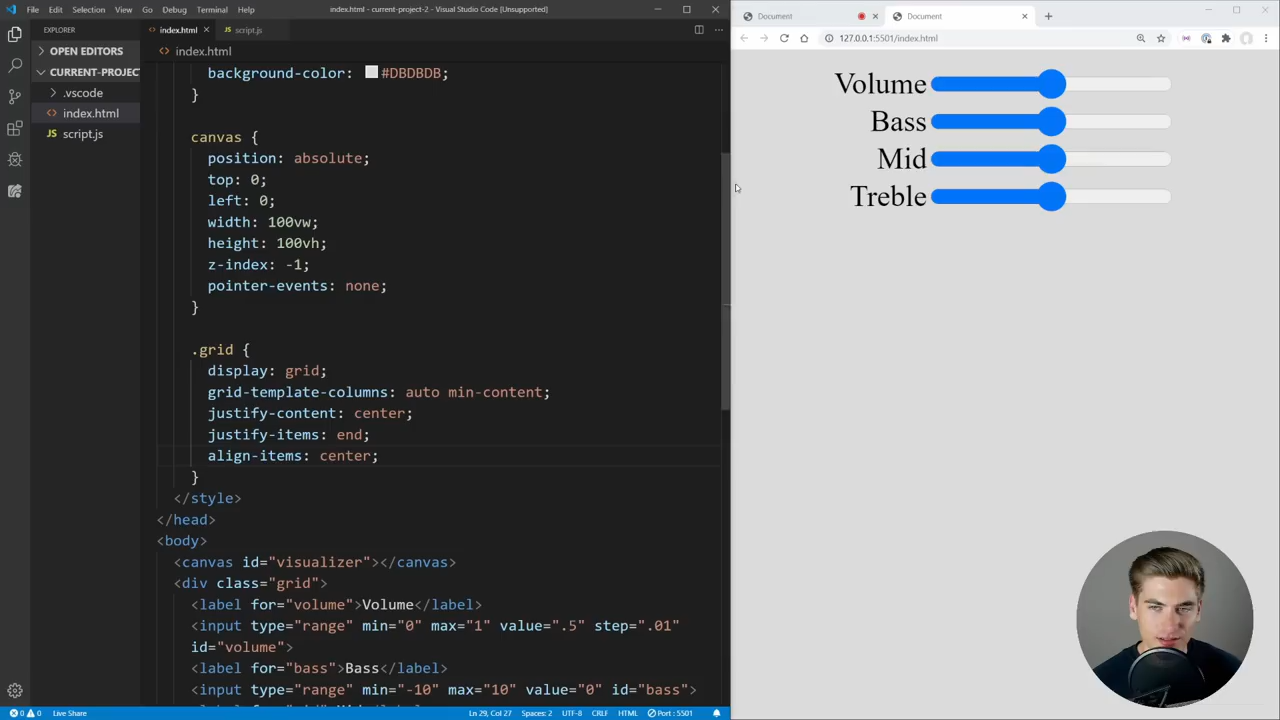 File Edit Selection View Go Debug Terminal Help
index.html - current-project-2 - Visual Studio Code [Unsupported]
EXPLORER
OPEN EDITORS
CURRENT-PROJEC
.vscode
index.html
script.js
index.html
script.js
index.html
background-color: #DBDBDB;
}
canvas {
position: absolute;
top: 0;
left: 0;
width: 100vw;
height: 100vh;
z-index: -1;
pointer-events: none;
}
.grid {
display: grid;
grid-template-columns: auto min-content;
justify-content: center;
justify-items: end;
align-items: center;
}
</style>
</head>
<body>
<canvas id="visualizer"></canvas>
<div class="grid">
<label for="volume">Volume</label>
<input type="range" min="0" max="1" value=".5" step=".01"
id="volume">
<label for="bass">Bass</label>
<input type="range" min="-10" max="10" value="0" id="bass">
0 0 Live Share
Ln 29, Col 27 Spaces: 2 UTF-8 CRLF HTML Port : 5501
Document
Document
127.0.0.1:5501/index.html
Volume
Bass
Mid
Treble